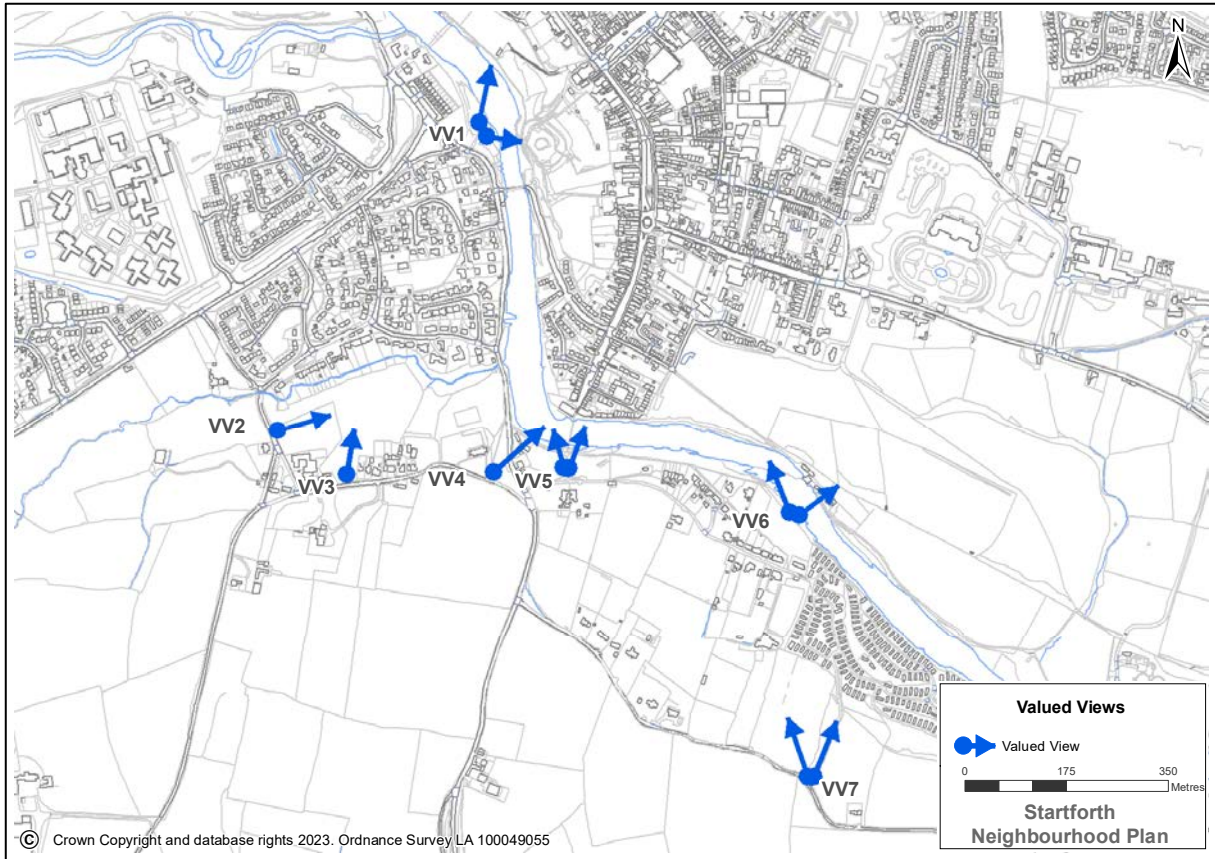 N
VV1
VV2
VV3
VV4
VV5
VV6
VV7
Valued Views
Valued View
0 175 350
Metres
Startforth
Neighbourhood Plan
© Crown Copyright and database rights 2023. Ordnance Survey LA 100049055